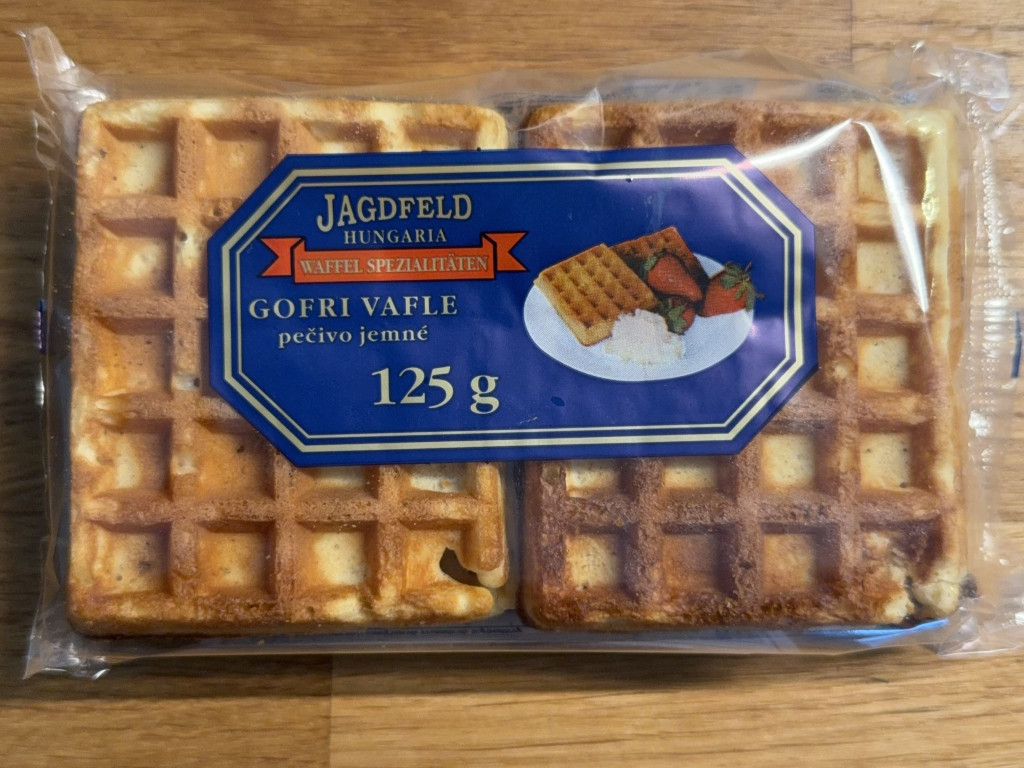 JAGDFELD
HUNGARIA
WAFFEL SPEZIALITÄTEN
GOFRI VAFLE
pečivo jemné
125 g